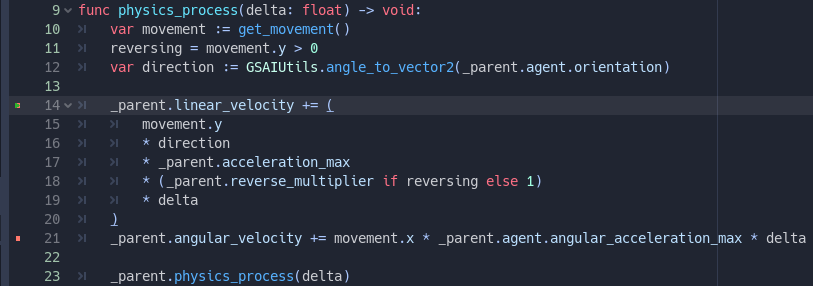 9 func physics_process(delta: float) -> void:
10 var movement := get_movement()
11 reversing = movement.y > 0
12 var direction := GSAIUtils.angle_to_vector2(_parent.agent.orientation)
13
14 _parent.linear_velocity += (
15 movement.y
16 * direction
17 * _parent.acceleration_max
18 * (_parent.reverse_multiplier if reversing else 1)
19 * delta
20 )
21 _parent.angular_velocity += movement.x * _parent.agent.angular_acceleration_max * delta
22
23 _parent.physics_process(delta)